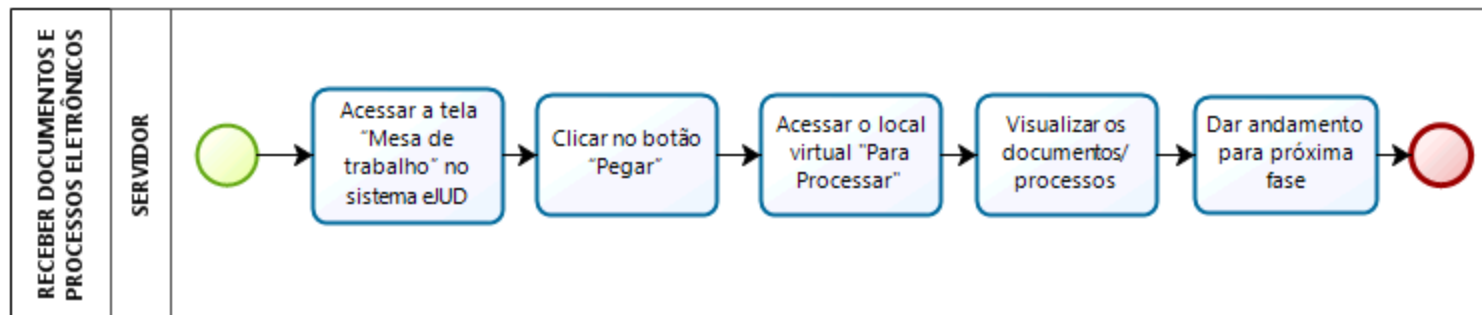 RECEBER DOCUMENTOS E
PROCESSOS ELETRÔNICOS
SERVIDOR
Acessar a tela
“Mesa de
trabalho” no
sistema eJUD
Clicar no botão
“Pegar”
Acessar o local
virtual "Para
Processar"
Visualizar os
documentos/
processos
Dar andamento
para próxima
fase